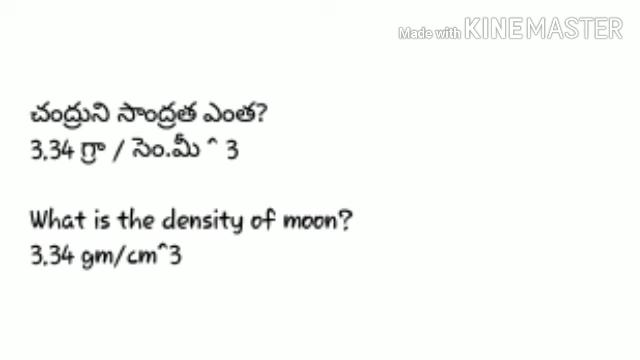 Made with KINEMASTER
చంద్రుని సాంద్రత ఎంత?
3.34 గ్రా / సెం.మీ ^ 3
What is the density of moon?
3.34 gm/cm^3